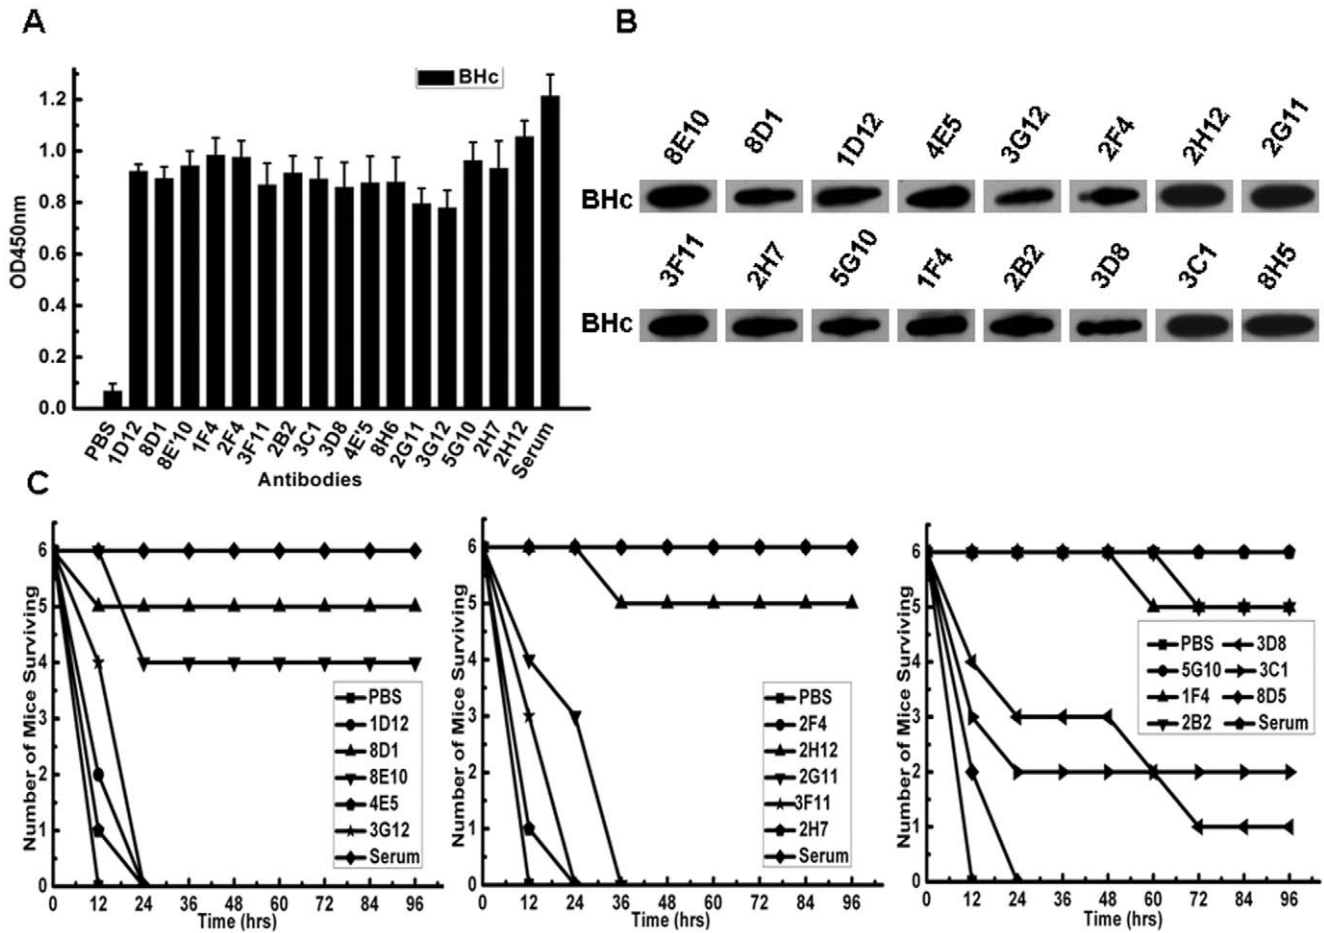 A
BHc
OD450nm
1.2
1.0
0.8
0.6
0.4
0.2
0.0
PBS 1D12 8D1 8E'10 1F4 2F4 3F11 2B2 3C1 3D8 4E'5 8H6 2G11 3G12 5G10 2H7 2H12 Serum
Antibodies
B
8E10 8D1 1D12 4E5 3G12 2F4 2H12 2G11
BHc
3F11 2H7 5G10 1F4 2B2 3D8 3C1 8H5
BHc
C
Number of Mice Surviving
6
5
4
3
2
1
0
PBS
1D12
8D1
8E10
4E5
3G12
Serum
0 12 24 36 48 60 72 84 96
Time (hrs)
Number of Mice Surviving
6
5
4
3
2
1
0
PBS
2F4
2H12
2G11
3F11
2H7
Serum
0 12 24 36 48 60 72 84 96
Time (hrs)
Number of Mice Surviving
6
5
4
3
2
1
0
PBS 3D8
5G10 3C1
1F4 8D5
2B2 Serum
0 12 24 36 48 60 72 84 96
Time (hrs)